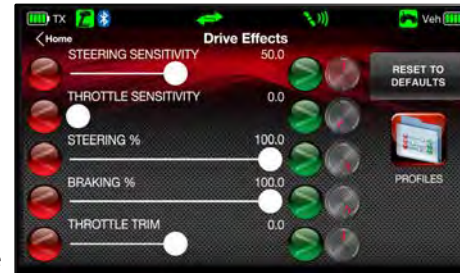 TX Veh
Home Drive Effects
STEERING SENSITIVITY 50.0
RESET TO
DEFAULTS
THROTTLE SENSITIVITY 0.0
STEERING % 100.0
BRAKING % 100.0
PROFILES
THROTTLE TRIM 0.0